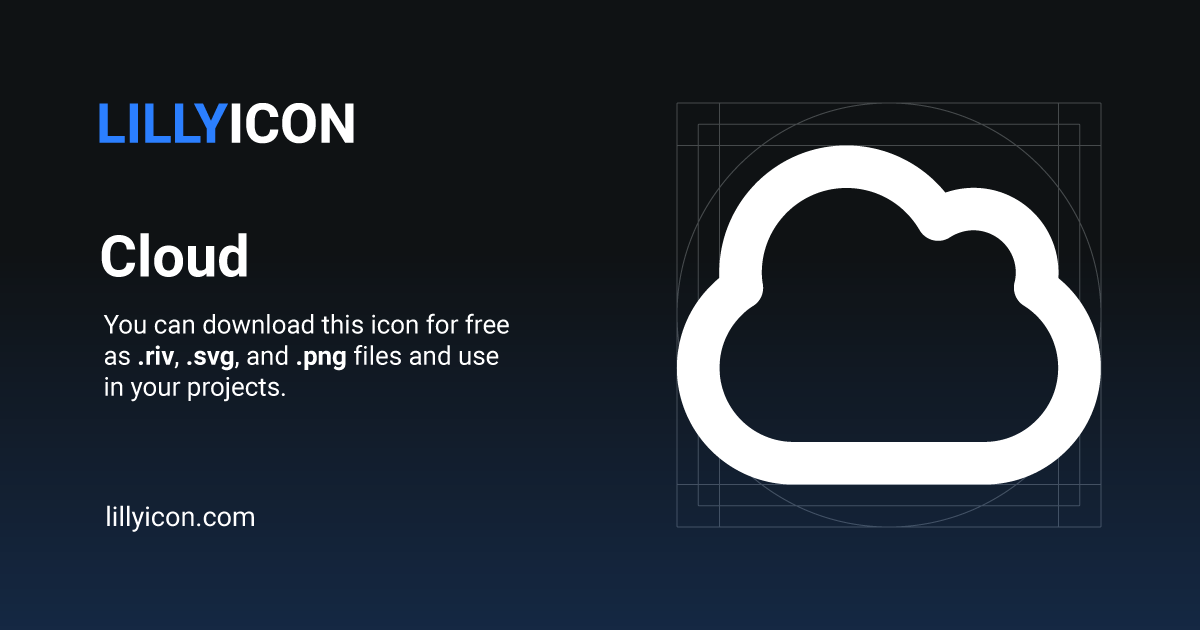 LILLYICON
Cloud
You can download this icon for free
as .riv, .svg, and .png files and use
in your projects.
lillyicon.com